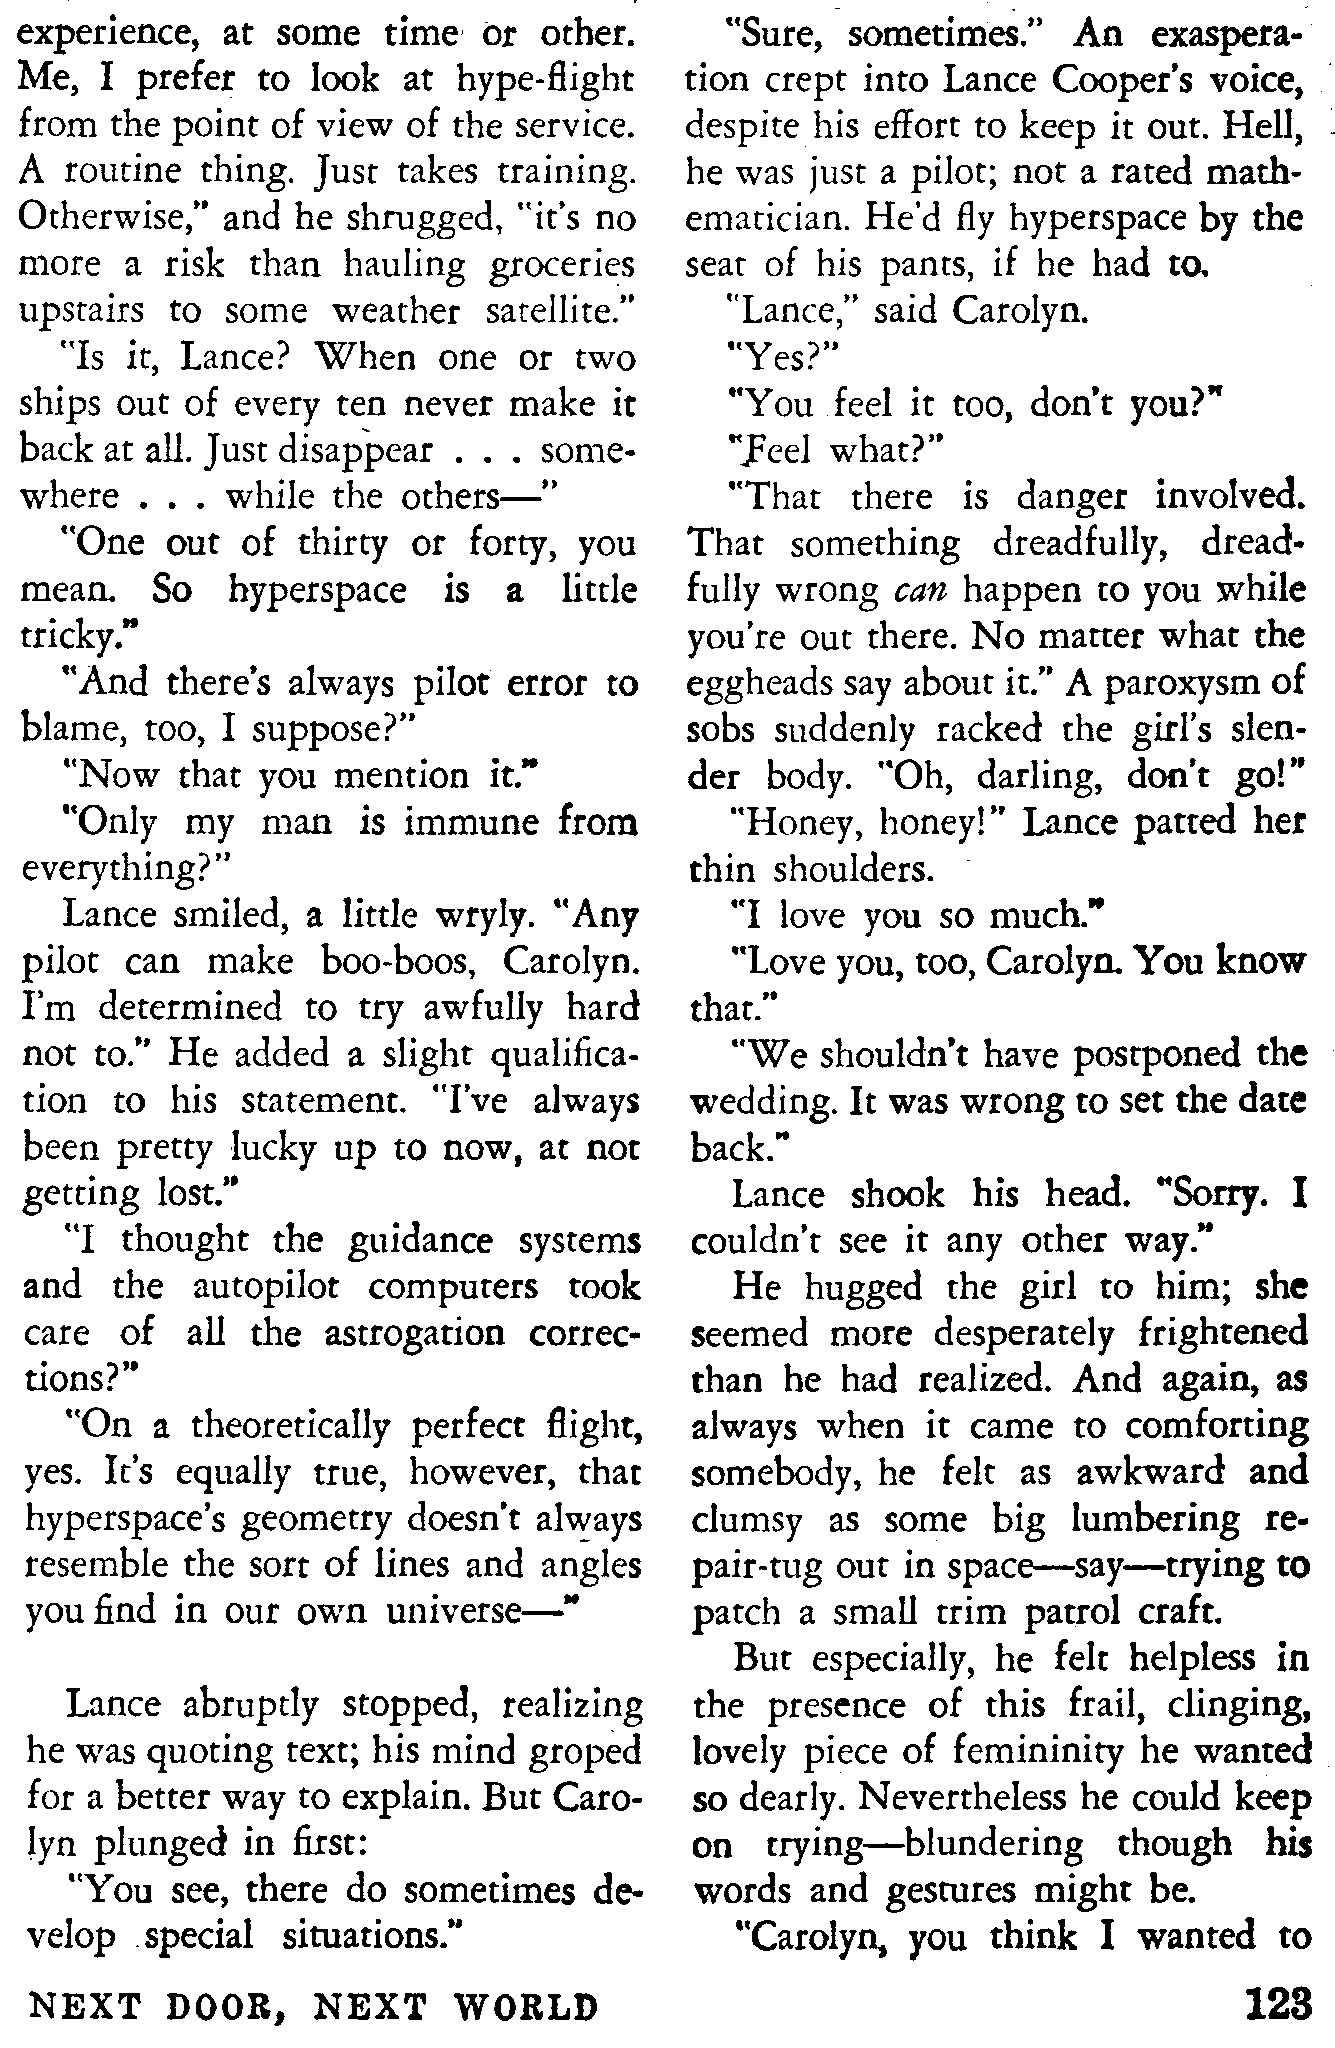 experience, at some time or other.
Me, I prefer to look at hype-flight
from the point of view of the service.
A routine thing. Just takes training.
Otherwise," and he shrugged, "it's no
more a risk than hauling groceries
upstairs to some weather satellite."
"Is it, Lance? When one or two
ships out of every ten never make it
back at all. Just disappear . . . some-
where . . . while the others—"
"One out of thirty or forty, you
mean. So hyperspace is a little
tricky."
"And there's always pilot error to
blame, too, I suppose?"
"Now that you mention it."
"Only my man is immune from
everything?"
Lance smiled, a little wryly. "Any
pilot can make boo-boos, Carolyn.
I'm determined to try awfully hard
not to." He added a slight qualifica-
tion to his statement. "I've always
been pretty lucky up to now, at not
getting lost."
"I thought the guidance systems
and the autopilot computers took
care of all the astrogation correc-
tions?"
"On a theoretically perfect flight,
yes. It's equally true, however, that
hyperspace's geometry doesn't always
resemble the sort of lines and angles
you find in our own universe—"
Lance abruptly stopped, realizing
he was quoting text; his mind groped
for a better way to explain. But Caro-
lyn plunged in first:
"You see, there do sometimes de-
velop special situations."
"Sure, sometimes." An exaspera-
tion crept into Lance Cooper's voice,
despite his effort to keep it out. Hell,
he was just a pilot; not a rated math-
ematician. He'd fly hyperspace by the
seat of his pants, if he had to.
"Lance," said Carolyn.
"Yes?"
"You feel it too, don't you?"
"Feel what?"
"That there is danger involved.
That something dreadfully, dread-
fully wrong can happen to you while
you're out there. No matter what the
eggheads say about it." A paroxysm of
sobs suddenly racked the girl's slen-
der body. "Oh, darling, don't go!"
"Honey, honey!" Lance patted her
thin shoulders.
"I love you so much."
"Love you, too, Carolyn. You know
that."
"We shouldn't have postponed the
wedding. It was wrong to set the date
back."
Lance shook his head. "Sorry. I
couldn't see it any other way."
He hugged the girl to him; she
seemed more desperately frightened
than he had realized. And again, as
always when it came to comforting
somebody, he felt as awkward and
clumsy as some big lumbering re-
pair-tug out in space—say—trying to
patch a small trim patrol craft.
But especially, he felt helpless in
the presence of this frail, clinging,
lovely piece of femininity he wanted
so dearly. Nevertheless he could keep
on trying—blundering though his
words and gestures might be.
"Carolyn, you think I wanted to
NEXT DOOR, NEXT WORLD
123